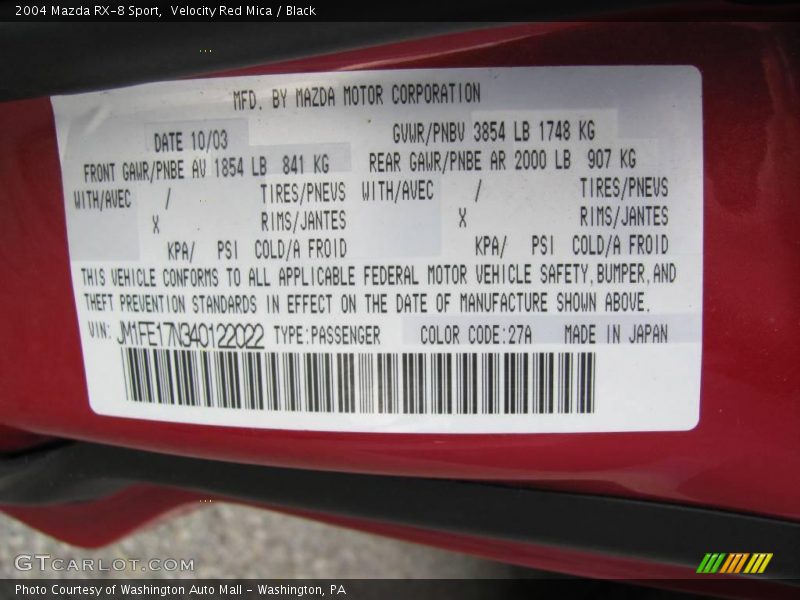 2004 Mazda RX-8 Sport,  Velocity Red Mica / Black
MFD. BY MAZDA MOTOR CORPORATION
DATE 10/03 GVWR/PNBV 3854 LB 1748 KG
FRONT GAWR/PNBE AV 1854 LB 841 KG REAR GAWR/PNBE AR 2000 LB 907 KG
WITH/AVEC / TIRES/PNEVS WITH/AVEC / TIRES/PNEVS
X RIMS/JANTES X RIMS/JANTES
KPA/ PSI COLD/A FROID KPA/ PSI COLD/A FROID
THIS VEHICLE CONFORMS TO ALL APPLICABLE FEDERAL MOTOR VEHICLE SAFETY, BUMPER, AND
THEFT PREVENTION STANDARDS IN EFFECT ON THE DATE OF MANUFACTURE SHOWN ABOVE.
VIN: JM1FE17N340122022 TYPE:PASSENGER COLOR CODE:27A MADE IN JAPAN
GTCARLOT.COM
Photo Courtesy of Washington Auto Mall - Washington, PA